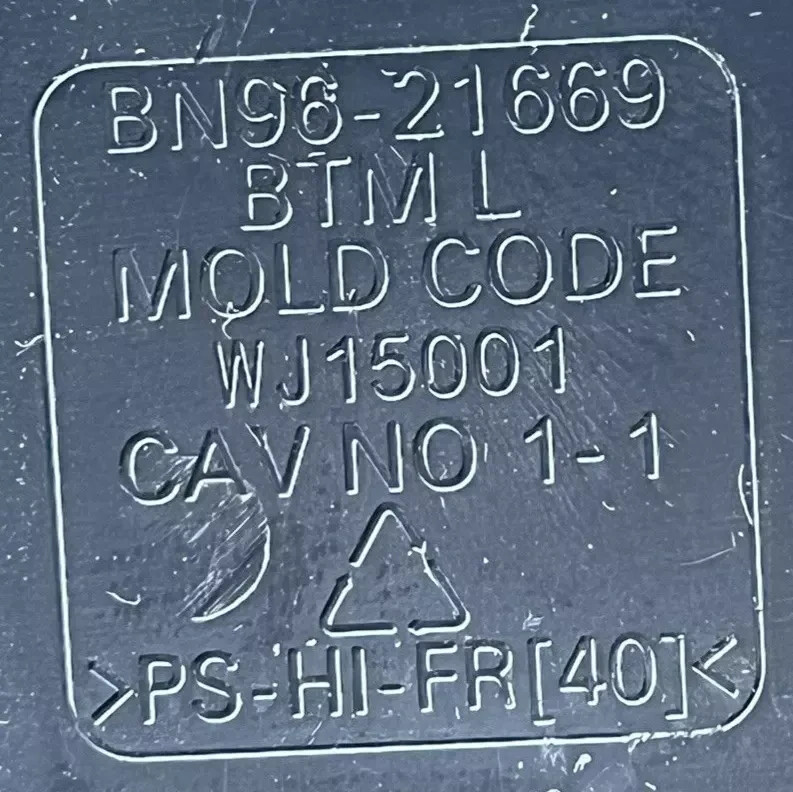 BN96-21669
BTM L
MOLD CODE
WJ15001
CAV NO 1-1
>PS-HI-FR[40]<